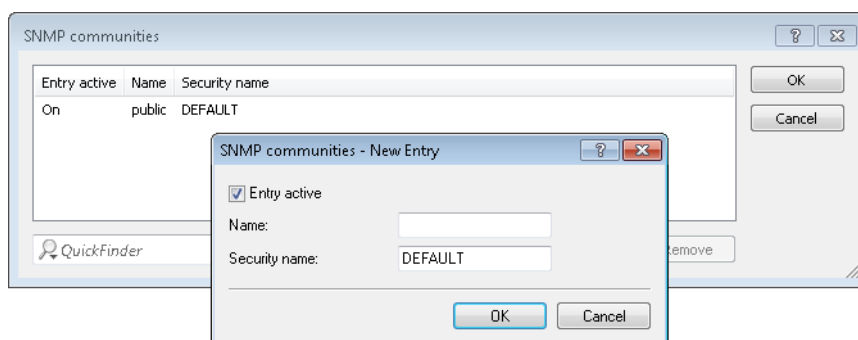 SNMP communities
Entry active Name Security name
OK
On public DEFAULT
Cancel
SNMP communities - New Entry
Entry active
Name:
QuickFinder
Security name: DEFAULT
OK Cancel